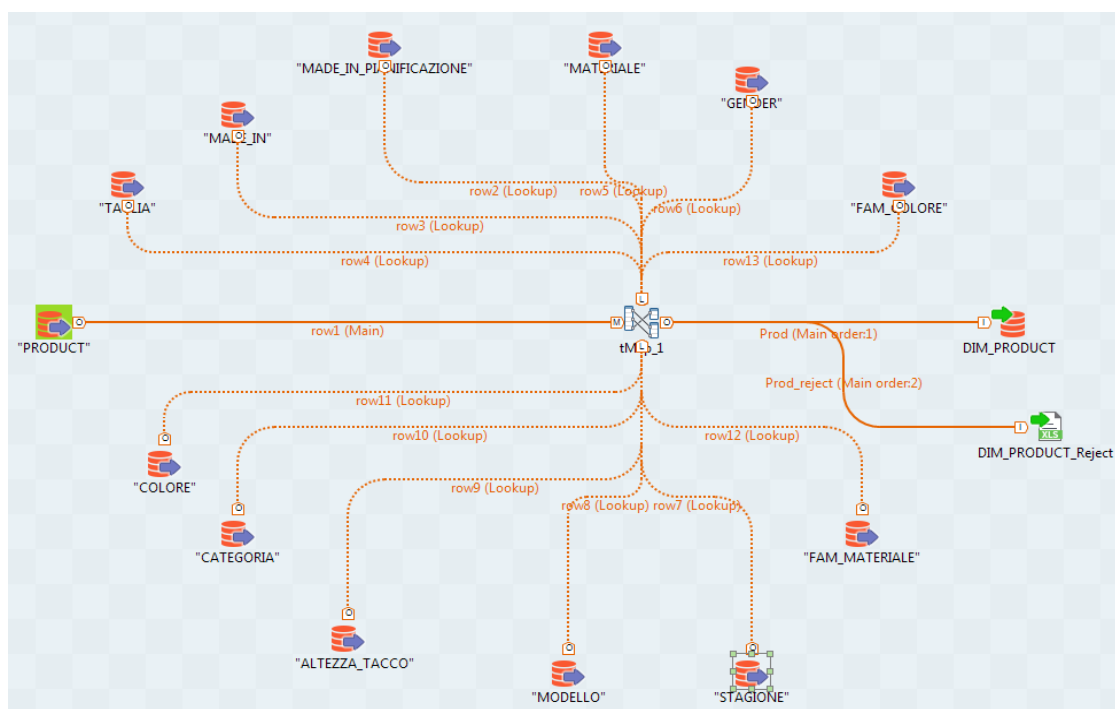 "MADE_IN_PIANIFICAZIONE"
"MATERIALE"
"GENDER"
"MADE_IN"
"TAGLIA"
"FAM_COLORE"
row2 (Lookup)
row5 (Lookup)
row6 (Lookup)
row3 (Lookup)
row4 (Lookup)
row13 (Lookup)
L
"PRODUCT"
O
row1 (Main)
M
tMap_1
O
Prod (Main order:1)
I
DIM_PRODUCT
L
Prod_reject (Main order:2)
I
XLS
DIM_PRODUCT_Reject
row11 (Lookup)
row10 (Lookup)
row12 (Lookup)
O
"COLORE"
row9 (Lookup)
row8 (Lookup)
row7 (Lookup)
O
"CATEGORIA"
O
"FAM_MATERIALE"
O
"ALTEZZA_TACCO"
O
"MODELLO"
O
"STAGIONE"